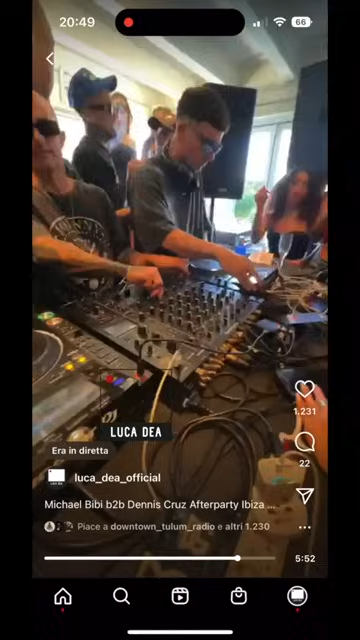 20:49
66
LUCA DEA
1.231
Era in diretta
22
luca_dea_official
Michael Bibi b2b Dennis Cruz Afterparty Ibiza ...
Piace a downtown_tulum_radio e altri 1.230
5:52